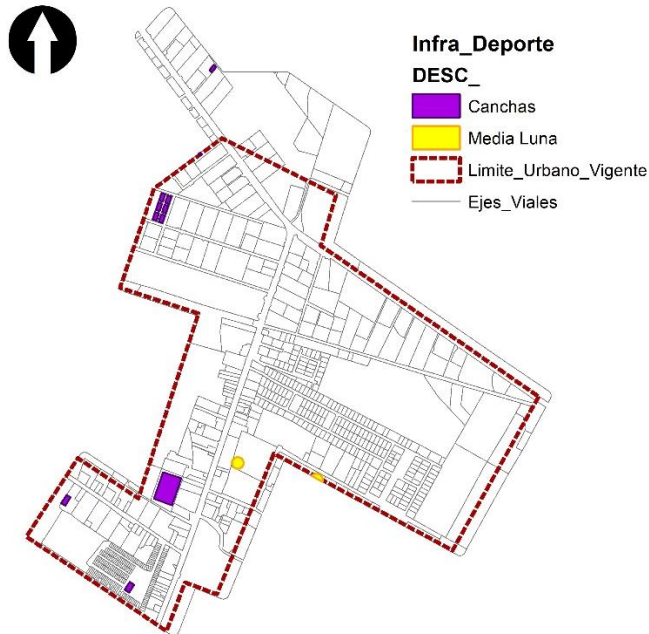 Infra_Deporte
DESC_
Canchas
Media Luna
Limite_Urbano_Vigente
Ejes_Viales